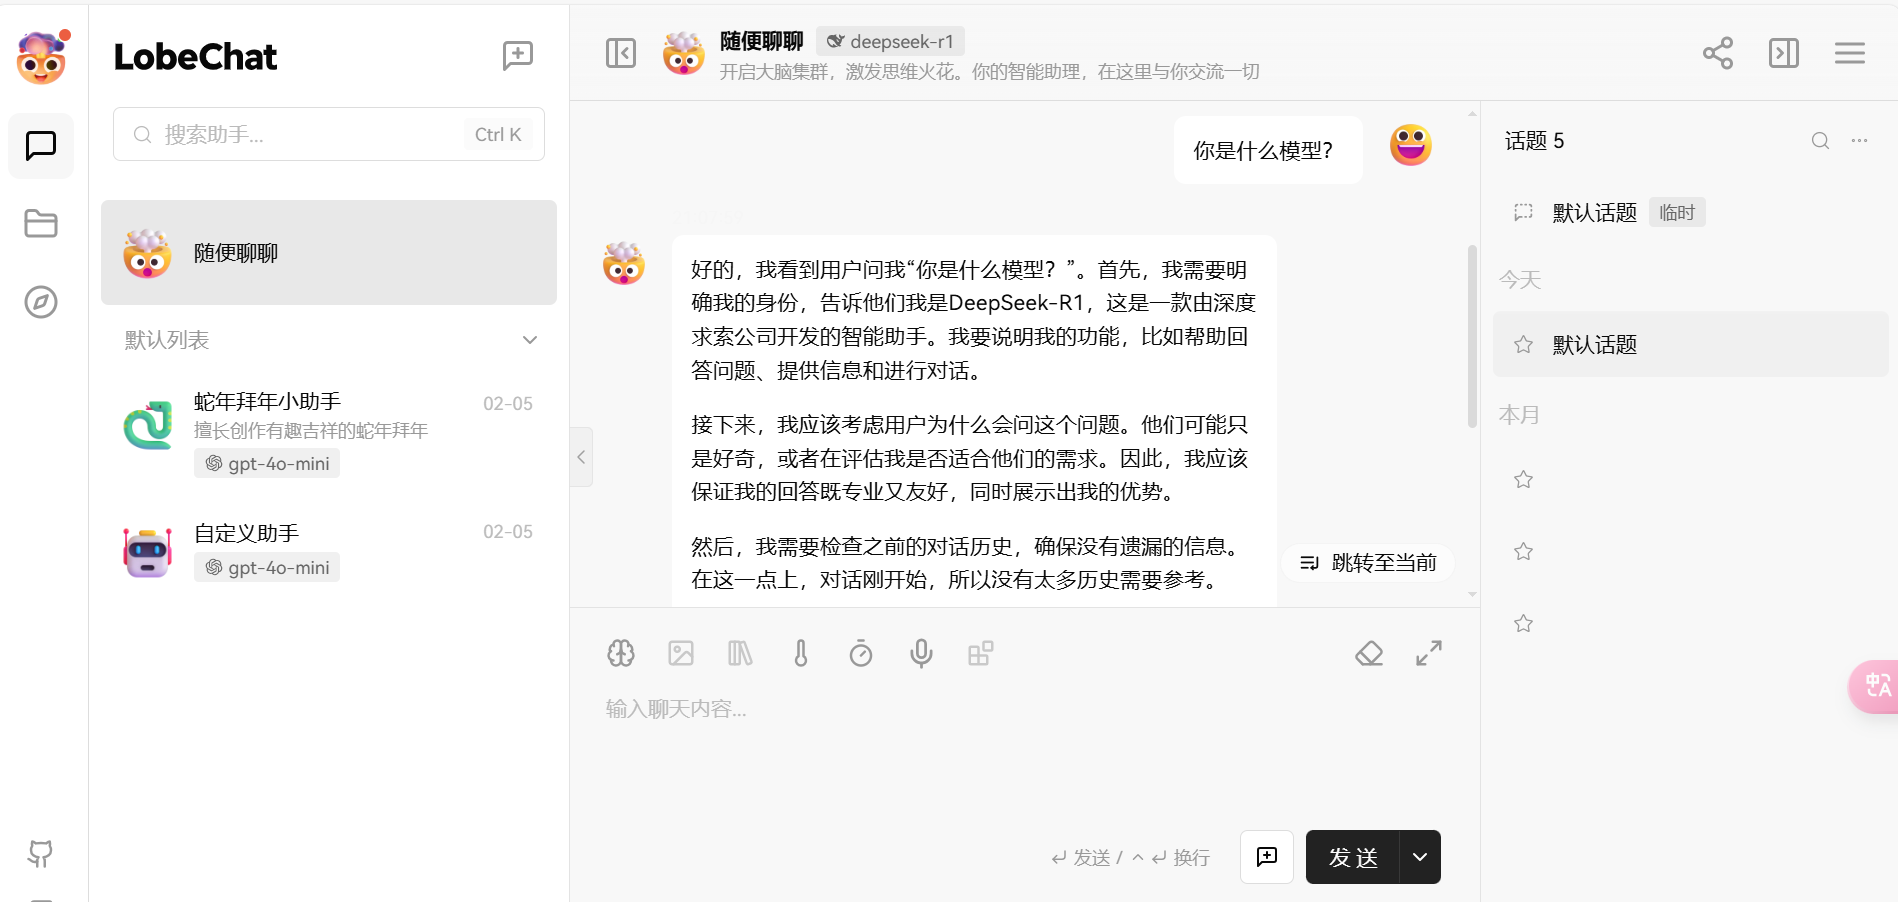 LobeChat
搜索助手...
Ctrl K
随便聊聊
默认列表
蛇年拜年小助手
02-05
擅长创作有趣吉祥的蛇年拜年
gpt-4o-mini
自定义助手
02-05
gpt-4o-mini
随便聊聊
deepseek-r1
开启大脑集群，激发思维火花。你的智能助理，在这里与你交流一切
你是什么模型？
好的，我看到用户问我“你是什么模型？”。首先，我需要明
确我的身份，告诉他们我是DeepSeek-R1，这是一款由深度
求索公司开发的智能助手。我要说明我的功能，比如帮助回
答问题、提供信息和进行对话。
接下来，我应该考虑用户为什么会问这个问题。他们可能只
是好奇，或者在评估我是否适合他们的需求。因此，我应该
保证我的回答既专业又友好，同时展示出我的优势。
然后，我需要检查之前的对话历史，确保没有遗漏的信息。
在这一点上，对话刚开始，所以没有太多历史需要参考。
跳转至当前
输入聊天内容...
发送 /
换行
发 送
话题 5
默认话题
临时
今天
默认话题
本月
中A